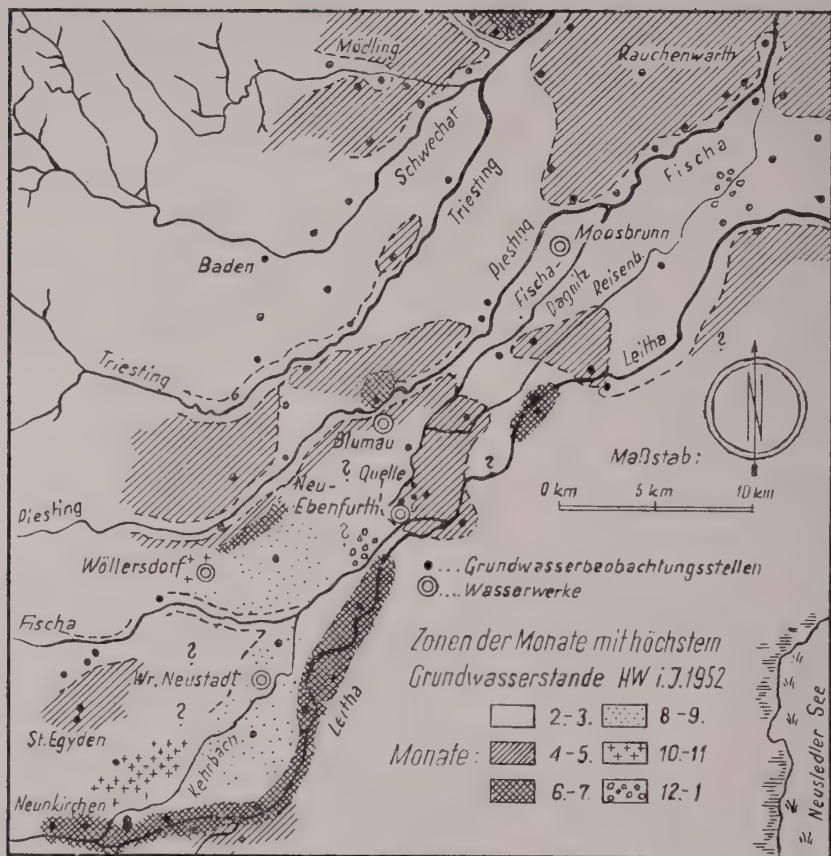 Mödling
Rauchenwarth
Schwechat
Triesting
Fischa
Baden
Piesting
Moosbrunn
Fischa-
Dagnitz
Reisenb.
Leitha
?
Triesting
Blumau
?
Quelle
?
Neu-
Ebenfurth
?
Maßstab:
0 km 5 km 10 km
N
Piesting
Wöllersdorf
● ... Grundwasserbeobachtungsstellen
◎ .... Wasserwerke
Fischa
?
Wr. Neustadt
?
St. Egyden
Kehrbach
Leitha
Neunkirchen
Zonen der Monate mit höchstem
Grundwasserstande HW i.J. 1952
Monate:
2.-3. 8-9.
4-5. 10.-11
6.-7. 12.-1
Neusiedler See